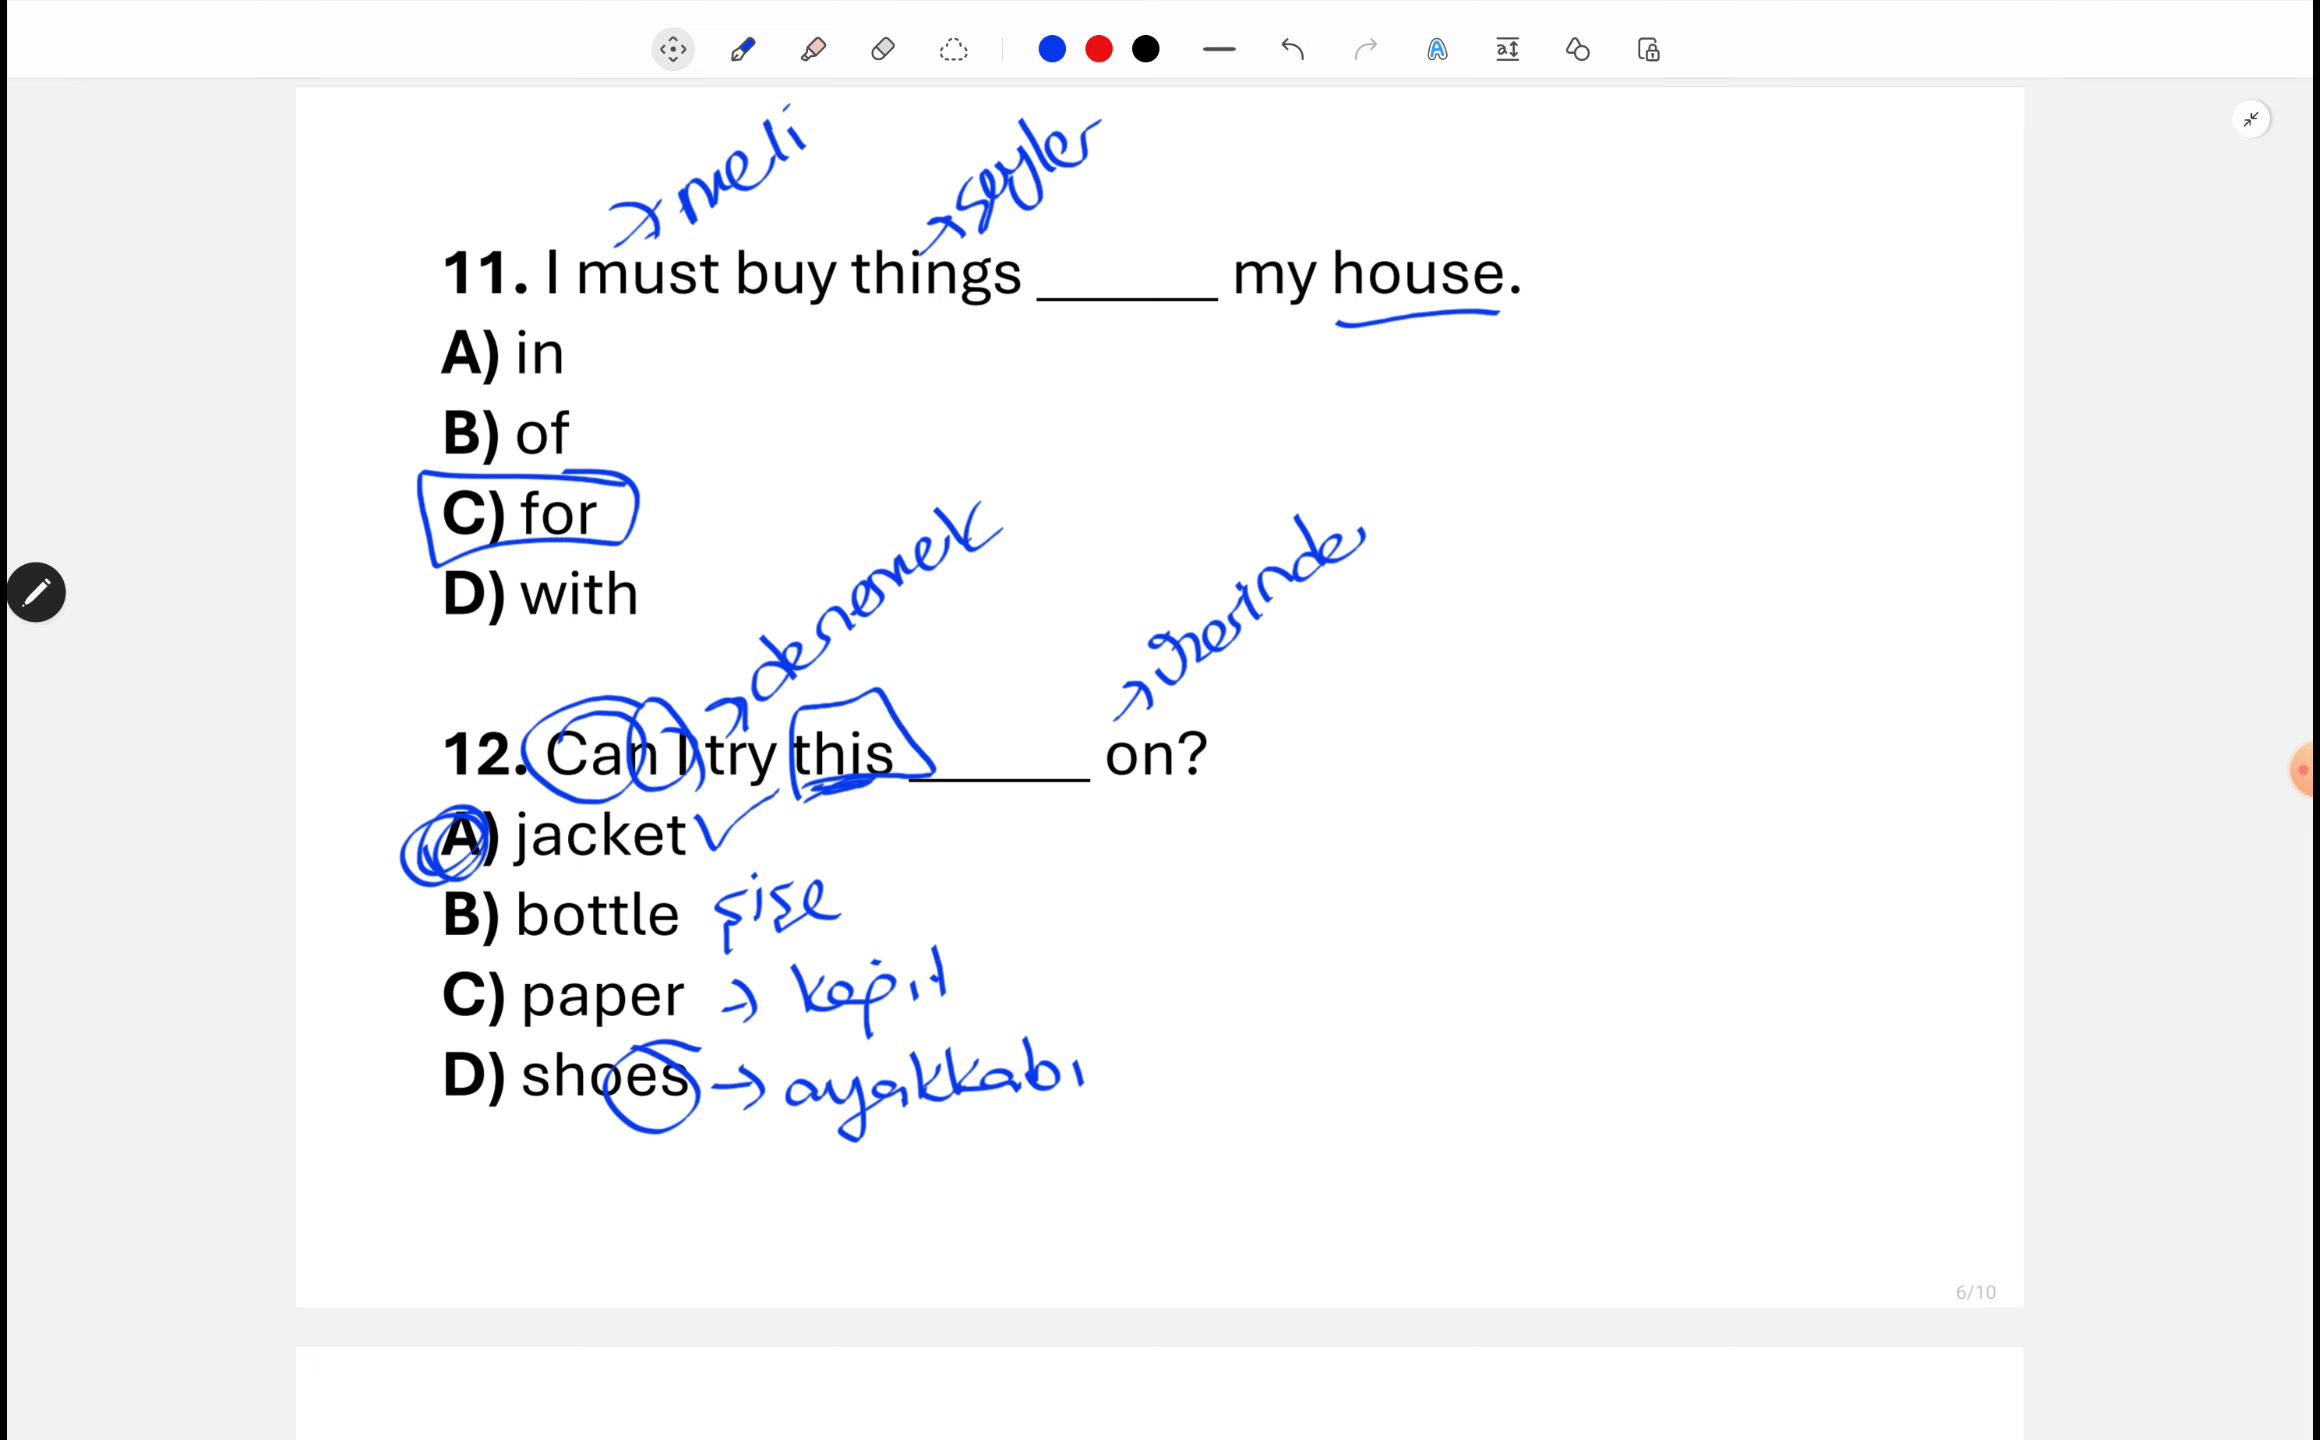 → meli → şeyler
11. I must buy things ______ my house.
A) in
B) of
C) for
D) with
→ denemek → üzerinde
12. Can I try this ______ on?
A) jacket ✓
B) bottle şişe
C) paper → kağıt
D) shoes → ayakkabı
6/10